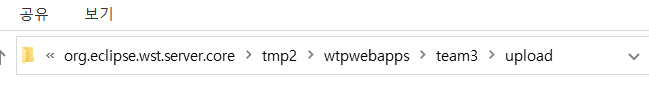 공유 보기
« org.eclipse.wst.server.core > tmp2 > wtpwebapps > team3 > upload